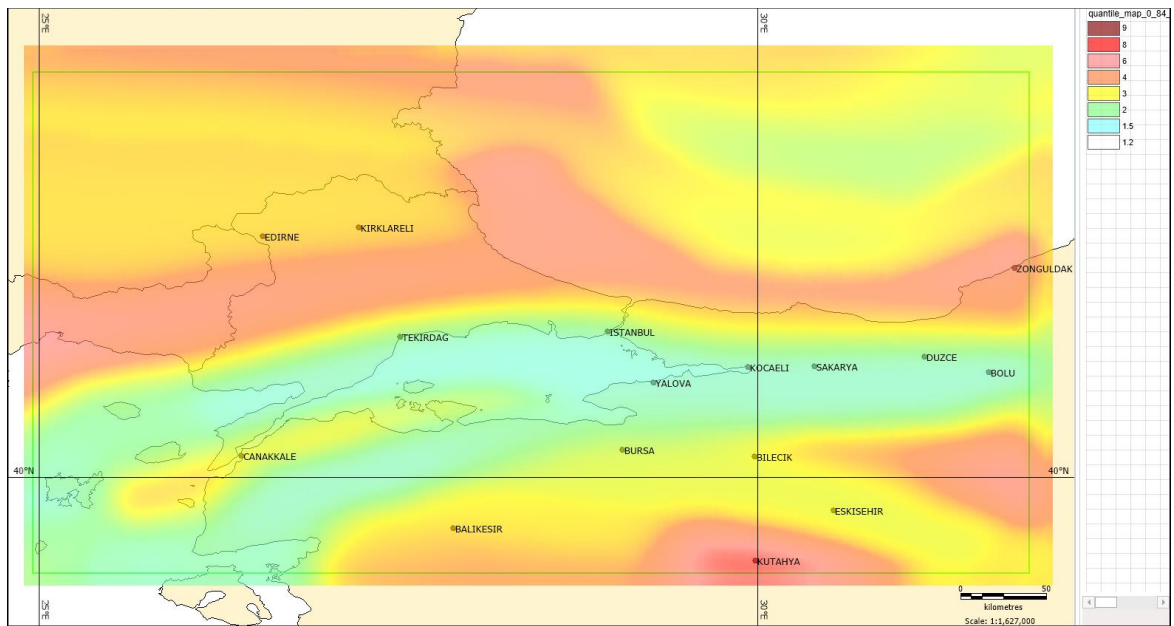 25°E
30°E
quantile_map_0_84_
9
8
6
4
3
2
1.5
1.2
KIRKLARELI
EDIRNE
ZONGULDAK
ISTANBUL
TEKIRDAG
DUZCE
KOCAELI
SAKARYA
BOLU
YALOVA
BURSA
CANAKKALE
BILECIK
40°N
40°N
ESKISEHIR
BALIKESIR
KUTAHYA
0 50
kilometres
Scale: 1:1,627,000
25°E
30°E